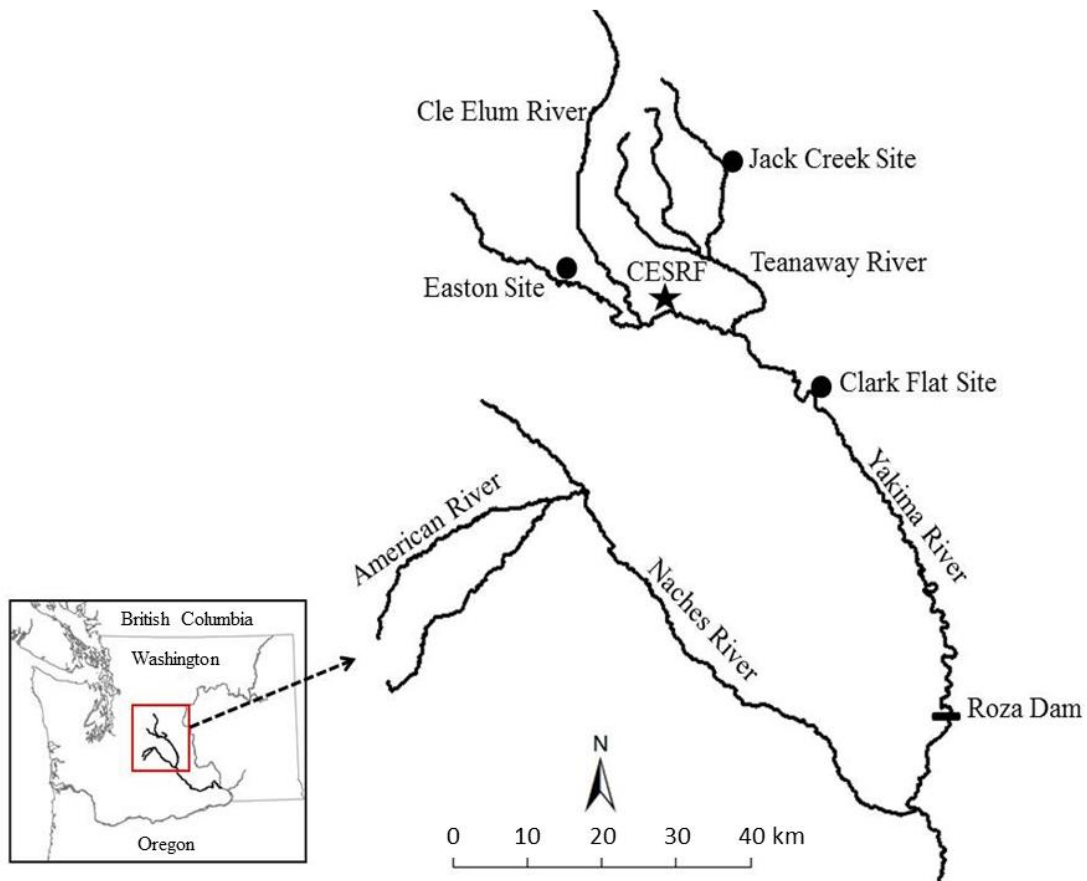 Cle Elum River
Jack Creek Site
Teanaway River
CESRF
Easton Site
Clark Flat Site
Yakima River
American River
Naches River
British Columbia
Washington
Oregon
Roza Dam
N
0 10 20 30 40 km